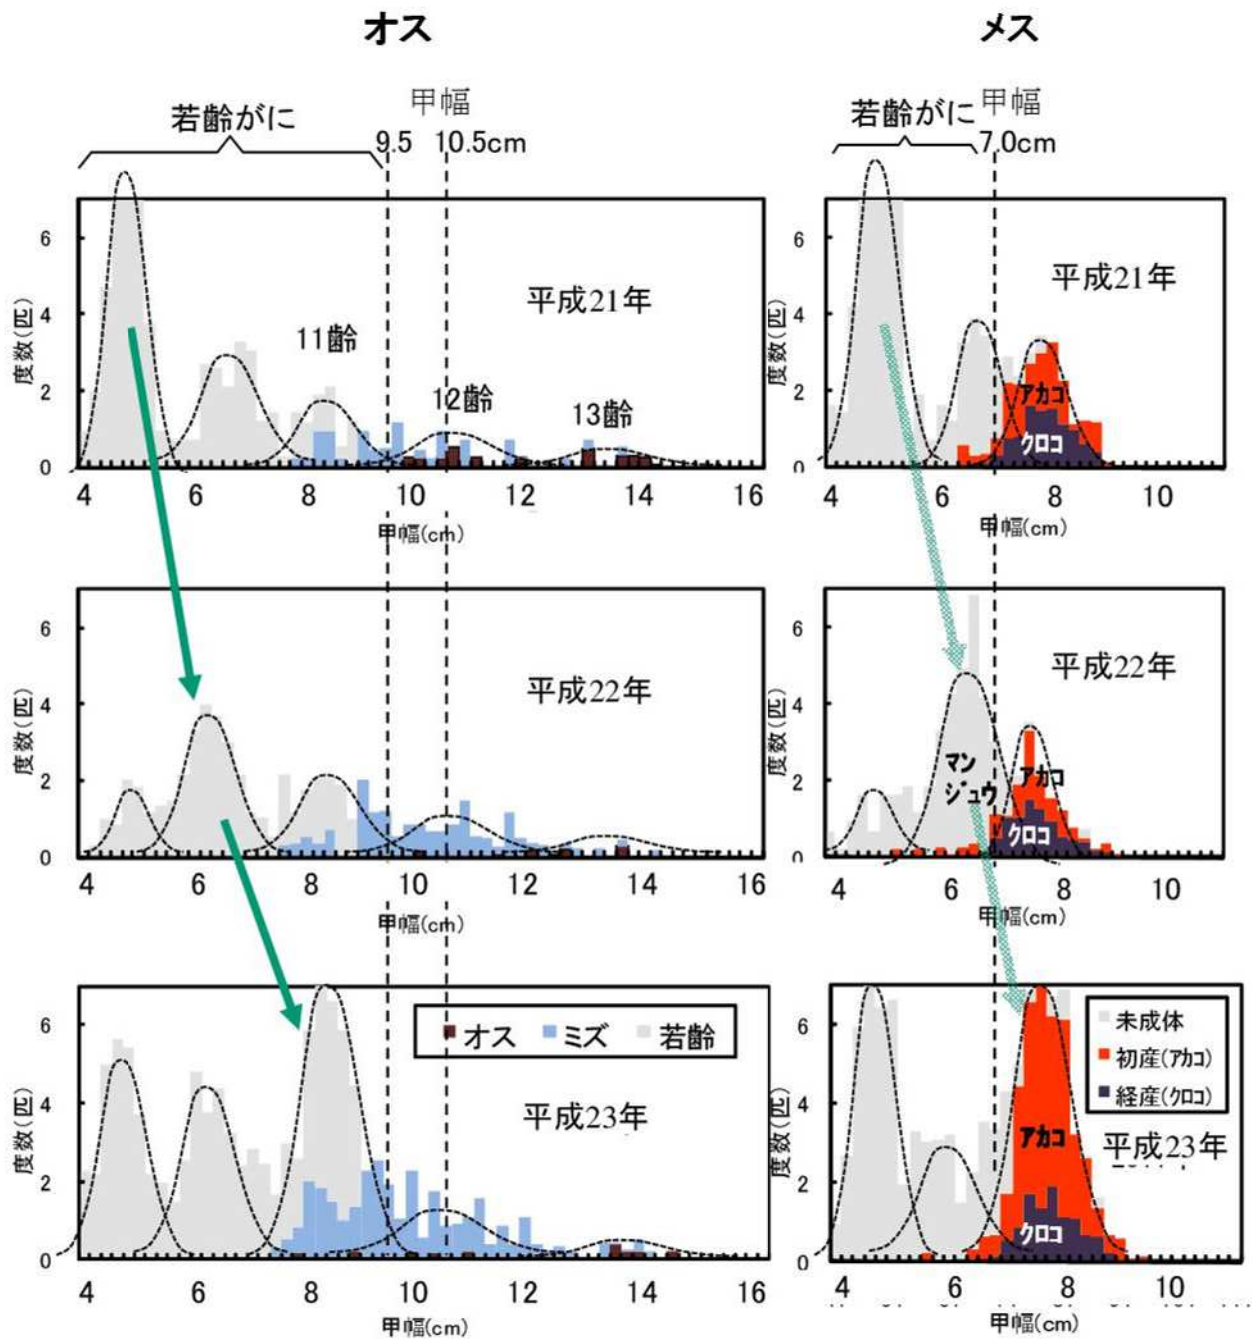 オス
メス
若齢がに
甲幅
9.5 10.5cm
若齢がに
甲幅
7.0cm
度数(匹)
6
4
2
0
11齢
12齢
13齢
平成21年
4 6 8 10 12 14 16
甲幅(cm)
度数(匹)
6
4
2
0
平成21年
アカコ
クロコ
4 6 8 10
甲幅(cm)
度数(匹)
6
4
2
0
平成22年
4 6 8 10 12 14 16
甲幅(cm)
度数(匹)
6
4
2
0
平成22年
マン
ジュウ
アカコ
クロコ
4 6 8 10
甲幅(cm)
度数(匹)
6
4
2
0
オス ミズ 若齢
平成23年
4 6 8 10 12 14 16
甲幅(cm)
度数(匹)
6
4
2
0
未成体
初産(アカコ)
経産(クロコ)
平成23年
アカコ
クロコ
4 6 8 10
甲幅(cm)